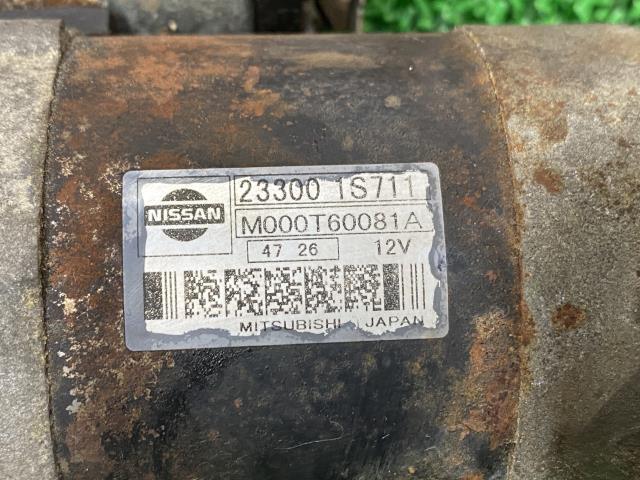 NISSAN
23300 1S711
M000T60081A
47 26 12V
MITSUBISHI JAPAN